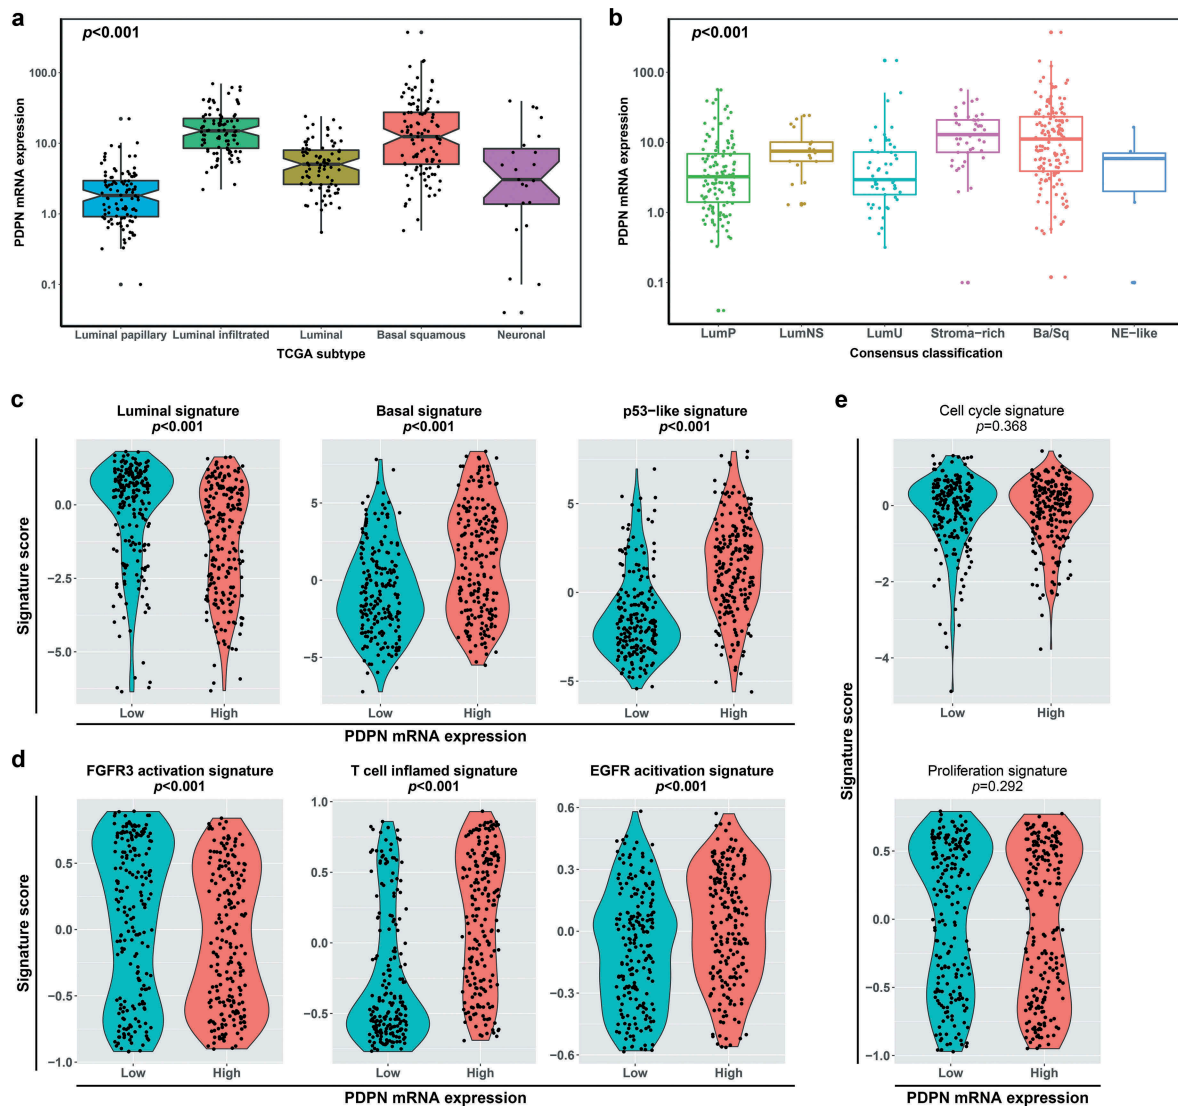 a
p<0.001
PDPN mRNA expression
100.0
10.0
1.0
0.1
Luminal papillary Luminal infiltrated Luminal Basal squamous Neuronal
TCGA subtype
b
p<0.001
PDPN mRNA expression
100.0
10.0
1.0
0.1
LumP LumNS LumU Stroma−rich Ba/Sq NE−like
Consensus classification
c
Signature score
Luminal signature
p<0.001
0.0
−2.5
−5.0
Low High
Basal signature
p<0.001
5
0
−5
Low High
p53−like signature
p<0.001
5
0
−5
Low High
PDPN mRNA expression
d
Signature score
FGFR3 activation signature
p<0.001
0.5
0.0
−0.5
−1.0
Low High
T cell inflamed signature
p<0.001
1.0
0.5
0.0
−0.5
Low High
EGFR acitivation signature
p<0.001
0.6
0.3
0.0
−0.3
−0.6
Low High
PDPN mRNA expression
e
Signature score
Cell cycle signature
p=0.368
0
−2
−4
Low High
Proliferation signature
p=0.292
0.5
0.0
−0.5
−1.0
Low High
PDPN mRNA expression